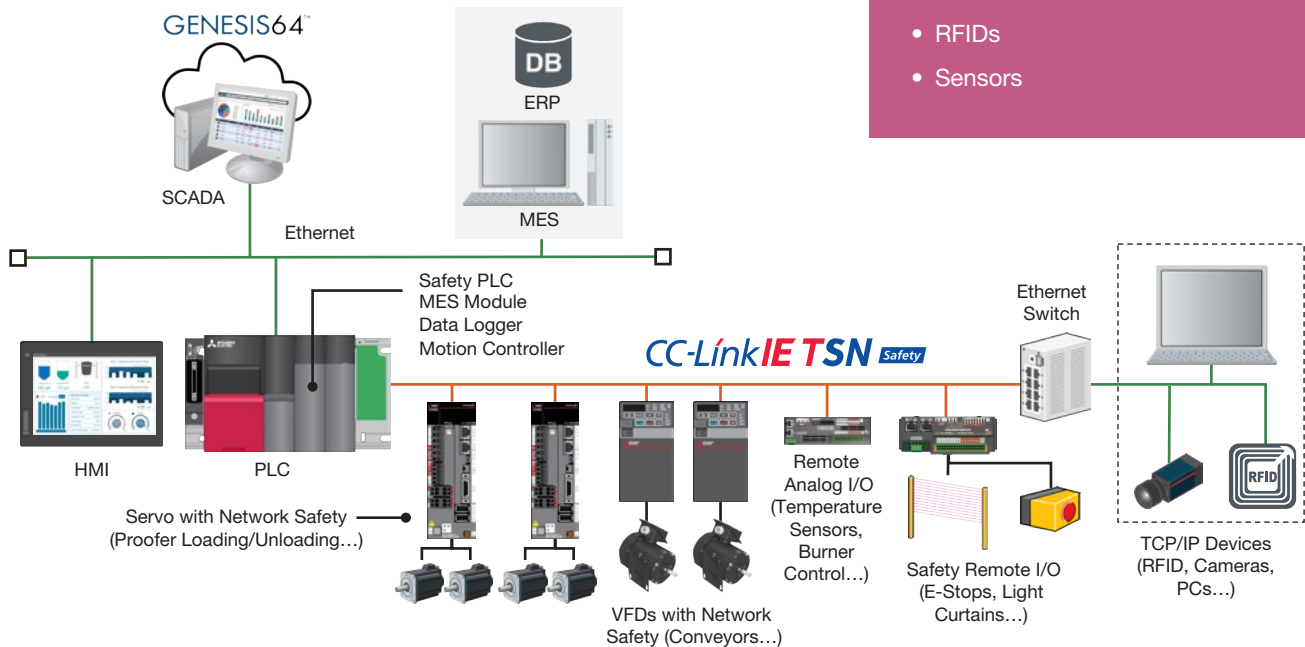 GENESIS64™
DB
ERP
MES
SCADA
• RFIDs
• Sensors
Ethernet
Safety PLC
MES Module
Data Logger
Motion Controller
CC-Link IE TSN Safety
Ethernet
Switch
HMI
PLC
Servo with Network Safety
(Proofer Loading/Unloading…)
VFDs with Network
Safety (Conveyors…)
Remote
Analog I/O
(Temperature
Sensors,
Burner
Control…)
Safety Remote I/O
(E-Stops, Light
Curtains…)
RFID
TCP/IP Devices
(RFID, Cameras,
PCs…)